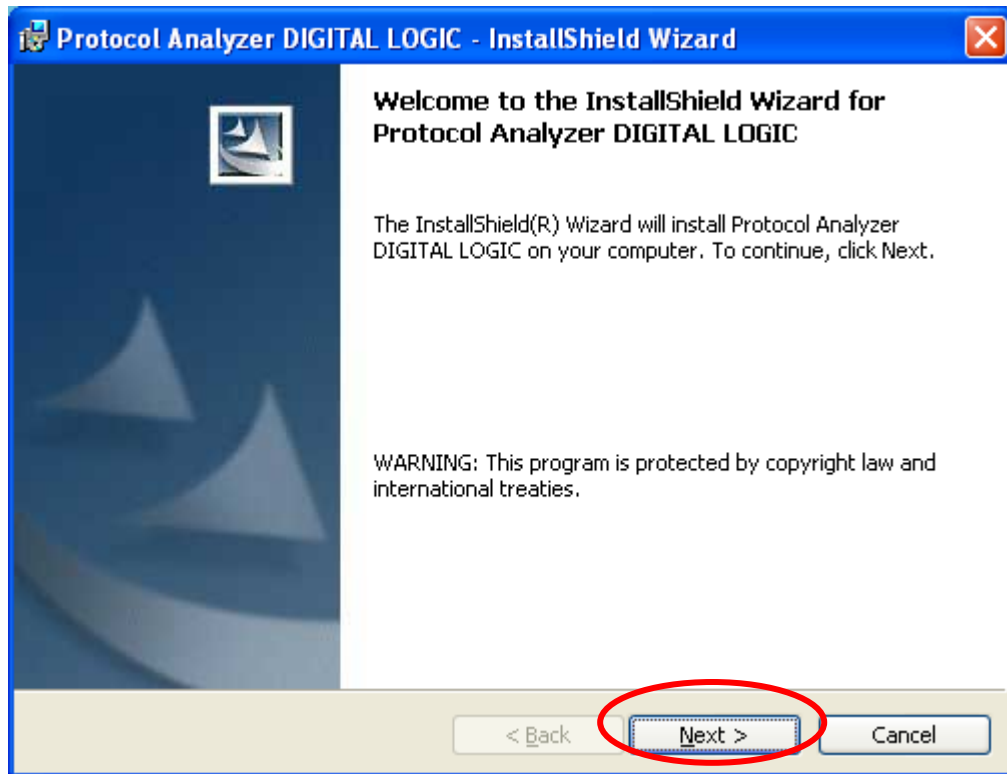 Protocol Analyzer DIGITAL LOGIC - InstallShield Wizard
Welcome to the InstallShield Wizard for
Protocol Analyzer DIGITAL LOGIC
The InstallShield(R) Wizard will install Protocol Analyzer
DIGITAL LOGIC on your computer. To continue, click Next.
WARNING: This program is protected by copyright law and
international treaties.
< Back Next > Cancel